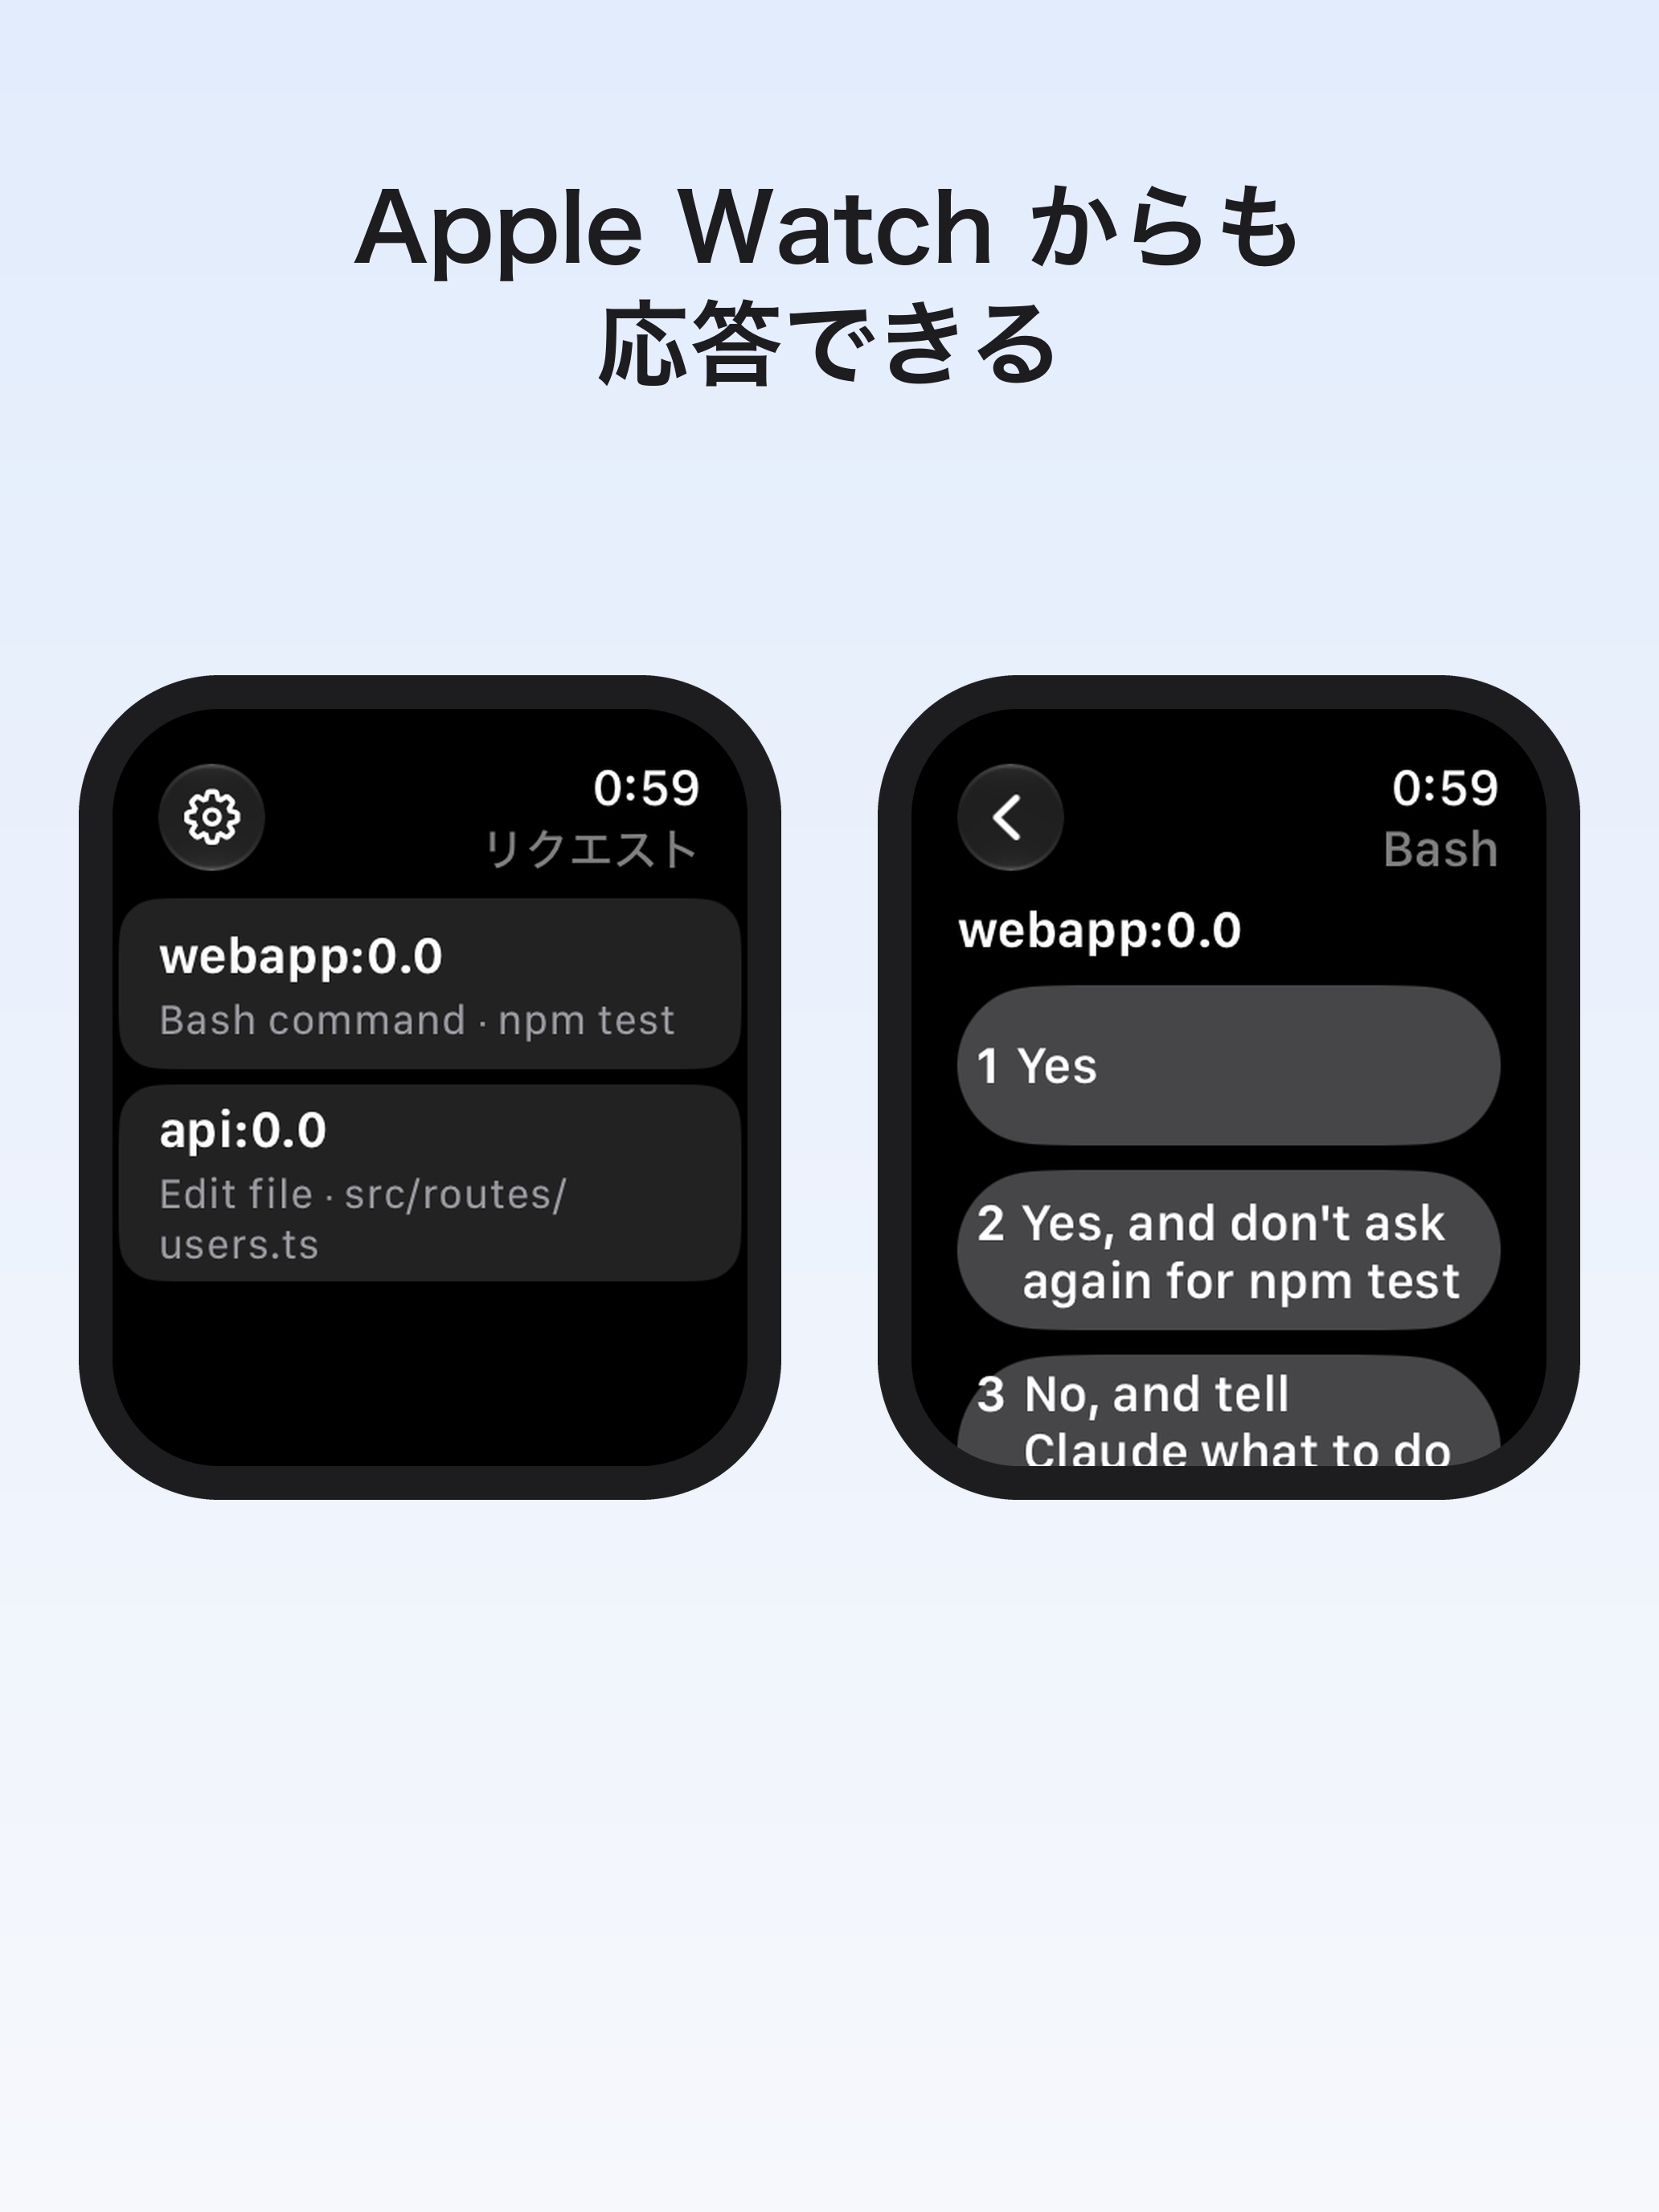 Apple Watch からも
応答できる
0:59
リクエスト
webapp:0.0
Bash command · npm test
api:0.0
Edit file · src/routes/
users.ts
0:59
Bash
webapp:0.0
1 Yes
2 Yes, and don't ask
again for npm test
3 No, and tell
Claude what to do